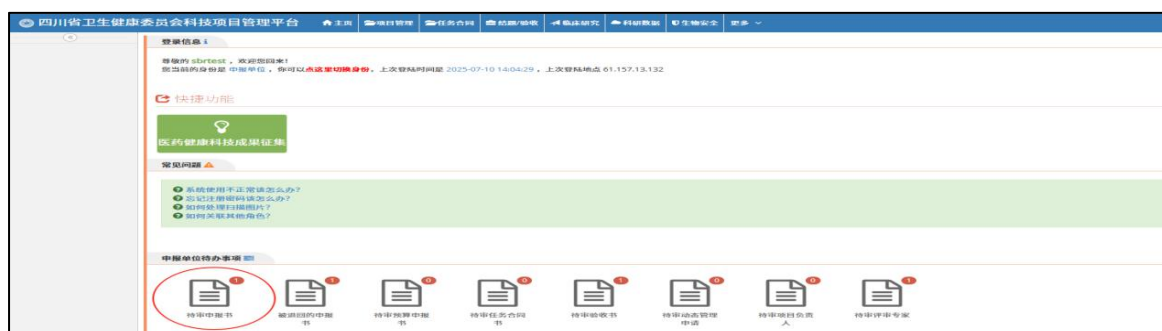 四川省卫生健康委员会科技项目管理平台 主页 项目管理 任务合同 结题/验收 临床研究 科研数据 生物安全 更多
登录信息
尊敬的 sbrtest ，欢迎您回来!
您当前的身份是 申报单位 ，你可以点这里切换身份。上次登陆时间是 2025-07-10 14:04:29 ，上次登陆地点 61.157.13.132
快捷功能
医药健康科技成果征集
常见问题
系统使用不正常该怎么办?
忘记注册密码该怎么办?
如何处理扫描图片?
如何关联其他角色?
申报单位待办事项
1 1 0 0 1 0 0 1
待审申报书 被退回的申报书 待审预算申报书 待审任务合同书 待审验收书 待审动态管理申请 待审项目负责人 待审评审专家